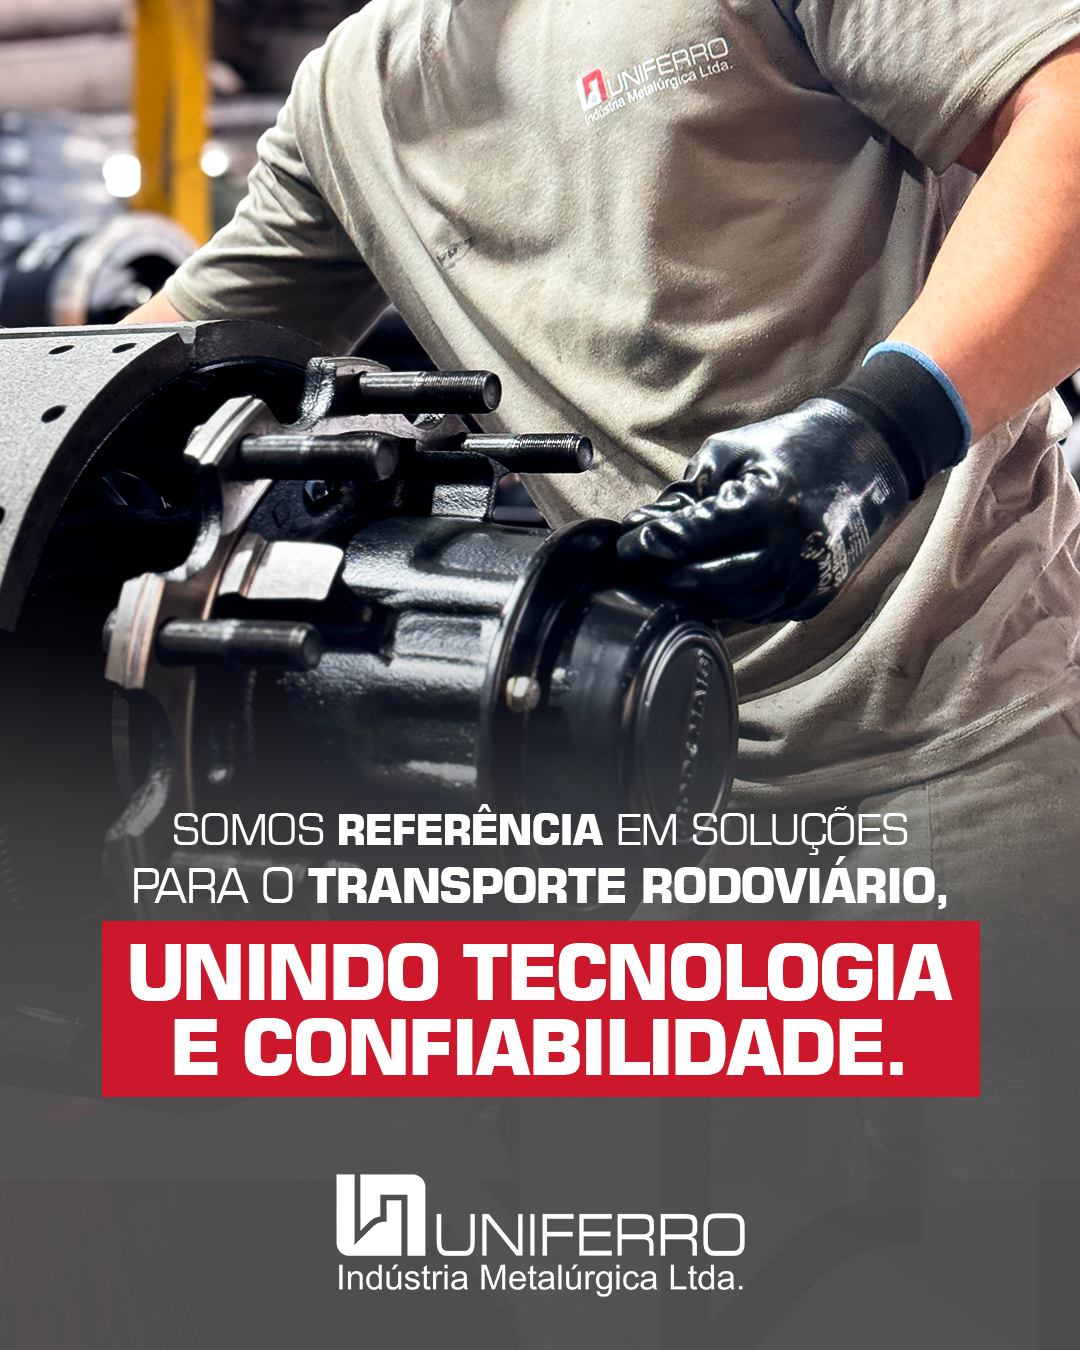 UNIFERRO
Indústria Metalúrgica Ltda.
SOMOS REFERÊNCIA EM SOLUÇÕES
PARA O TRANSPORTE RODOVIÁRIO,
UNINDO TECNOLOGIA
E CONFIABILIDADE.
UNIFERRO
Indústria Metalúrgica Ltda.